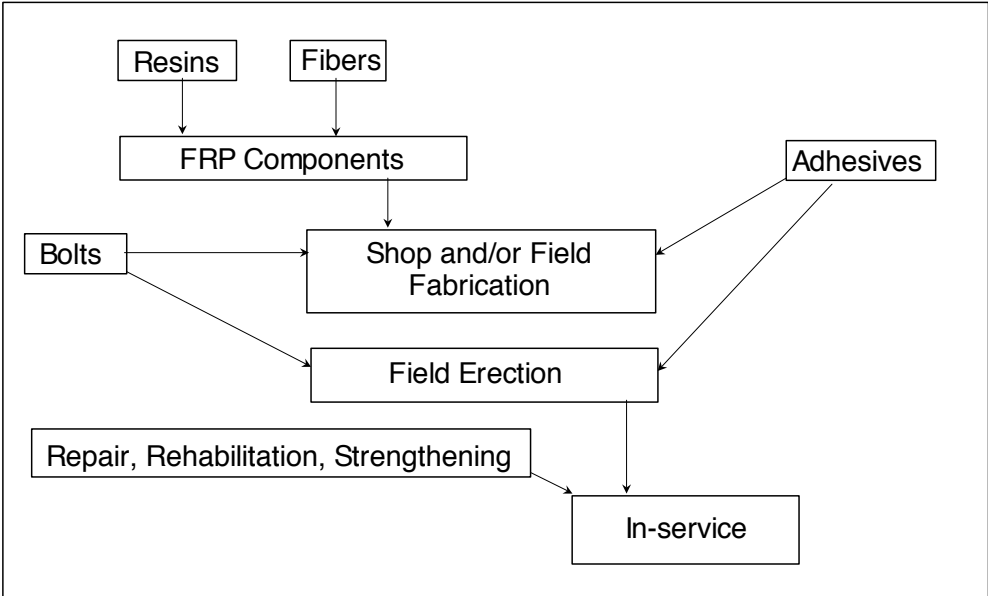 Resins
Fibers
FRP Components
Adhesives
Bolts
Shop and/or Field
Fabrication
Field Erection
Repair, Rehabilitation, Strengthening
In-service